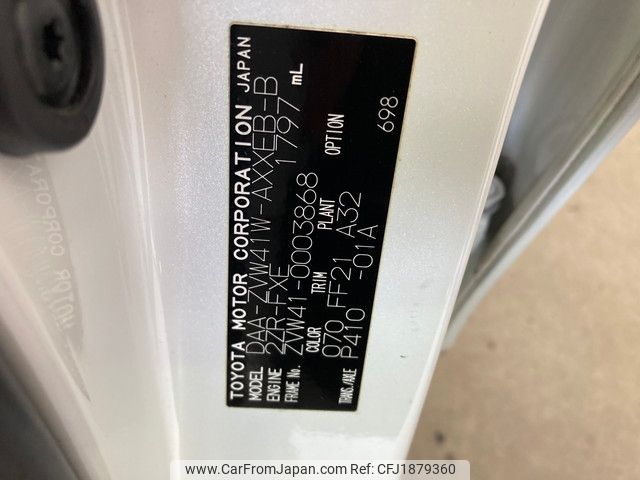 TOYOTA MOTOR CORPORATION JAPAN
MODEL DAA-ZVW41W-AXXEB-B
ENGINE 2ZR-FXE 1797 mL
FRAME No. ZVW41-0003868
COLOR TRIM PLANT OPTION
070 FF21 A32 698
TRANS./AXLE P410 -01A
www.CarFromJapan.com - CFJ1879360